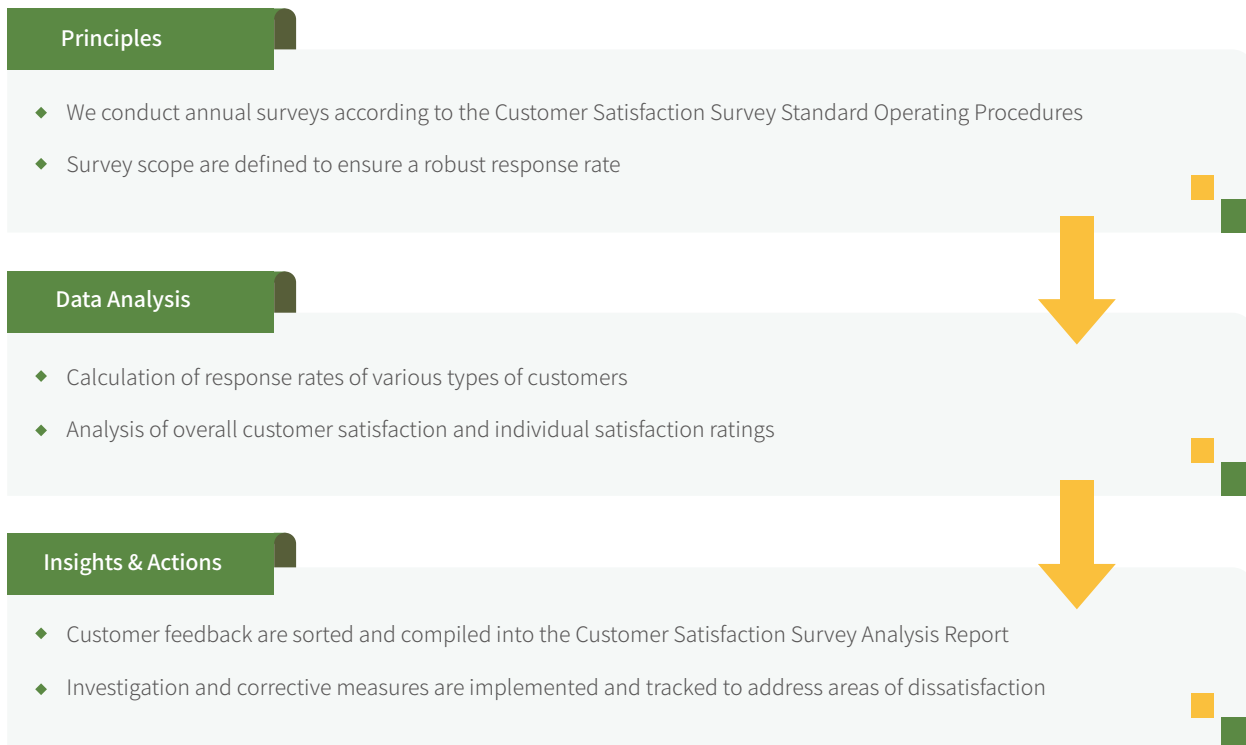 Principles
We conduct annual surveys according to the Customer Satisfaction Survey Standard Operating Procedures
Survey scope are defined to ensure a robust response rate
Data Analysis
Calculation of response rates of various types of customers
Analysis of overall customer satisfaction and individual satisfaction ratings
Insights & Actions
Customer feedback are sorted and compiled into the Customer Satisfaction Survey Analysis Report
Investigation and corrective measures are implemented and tracked to address areas of dissatisfaction